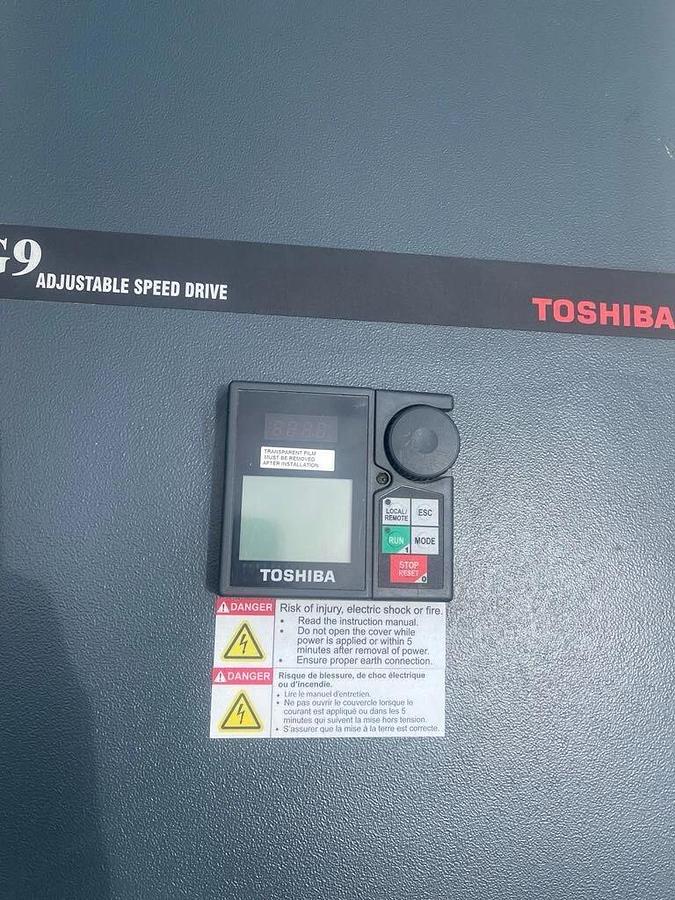 G9
ADJUSTABLE SPEED DRIVE
TOSHIBA
TRANSPARENT FILM
MUST BE REMOVED
AFTER INSTALLATION
LOCAL/
REMOTE
ESC
RUN
1
MODE
STOP
RESET
0
TOSHIBA
DANGER
Risk of injury, electric shock or fire.
• Read the instruction manual.
• Do not open the cover while
power is applied or within 5
minutes after removal of power.
• Ensure proper earth connection.
DANGER
Risque de blessure, de choc électrique
ou d'incendie.
• Lire le manuel d'entretien.
• Ne pas ouvrir le couvercle lorsque le
courant est appliqué ou dans les 5
minutes qui suivent la mise hors tension.
• S'assurer que la mise à la terre est correcte.